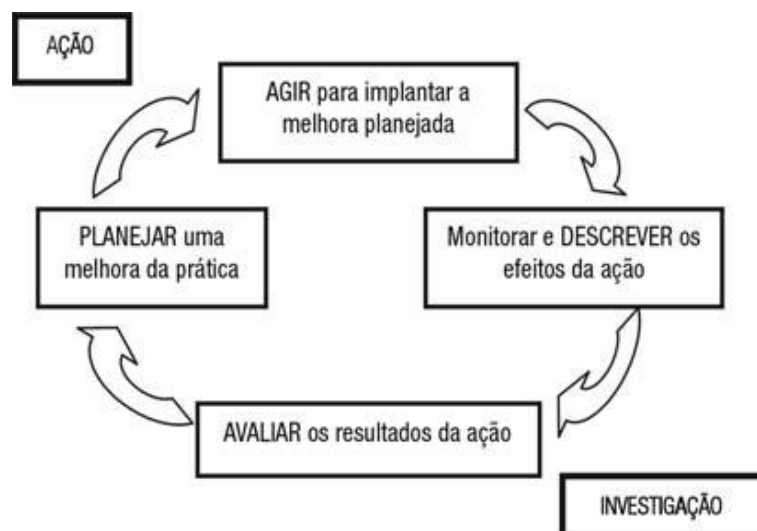 AÇÃO
AGIR para implantar a
melhora planejada
PLANEJAR uma
melhora da prática
Monitorar e DESCREVER os
efeitos da ação
AVALIAR os resultados da ação
INVESTIGAÇÃO